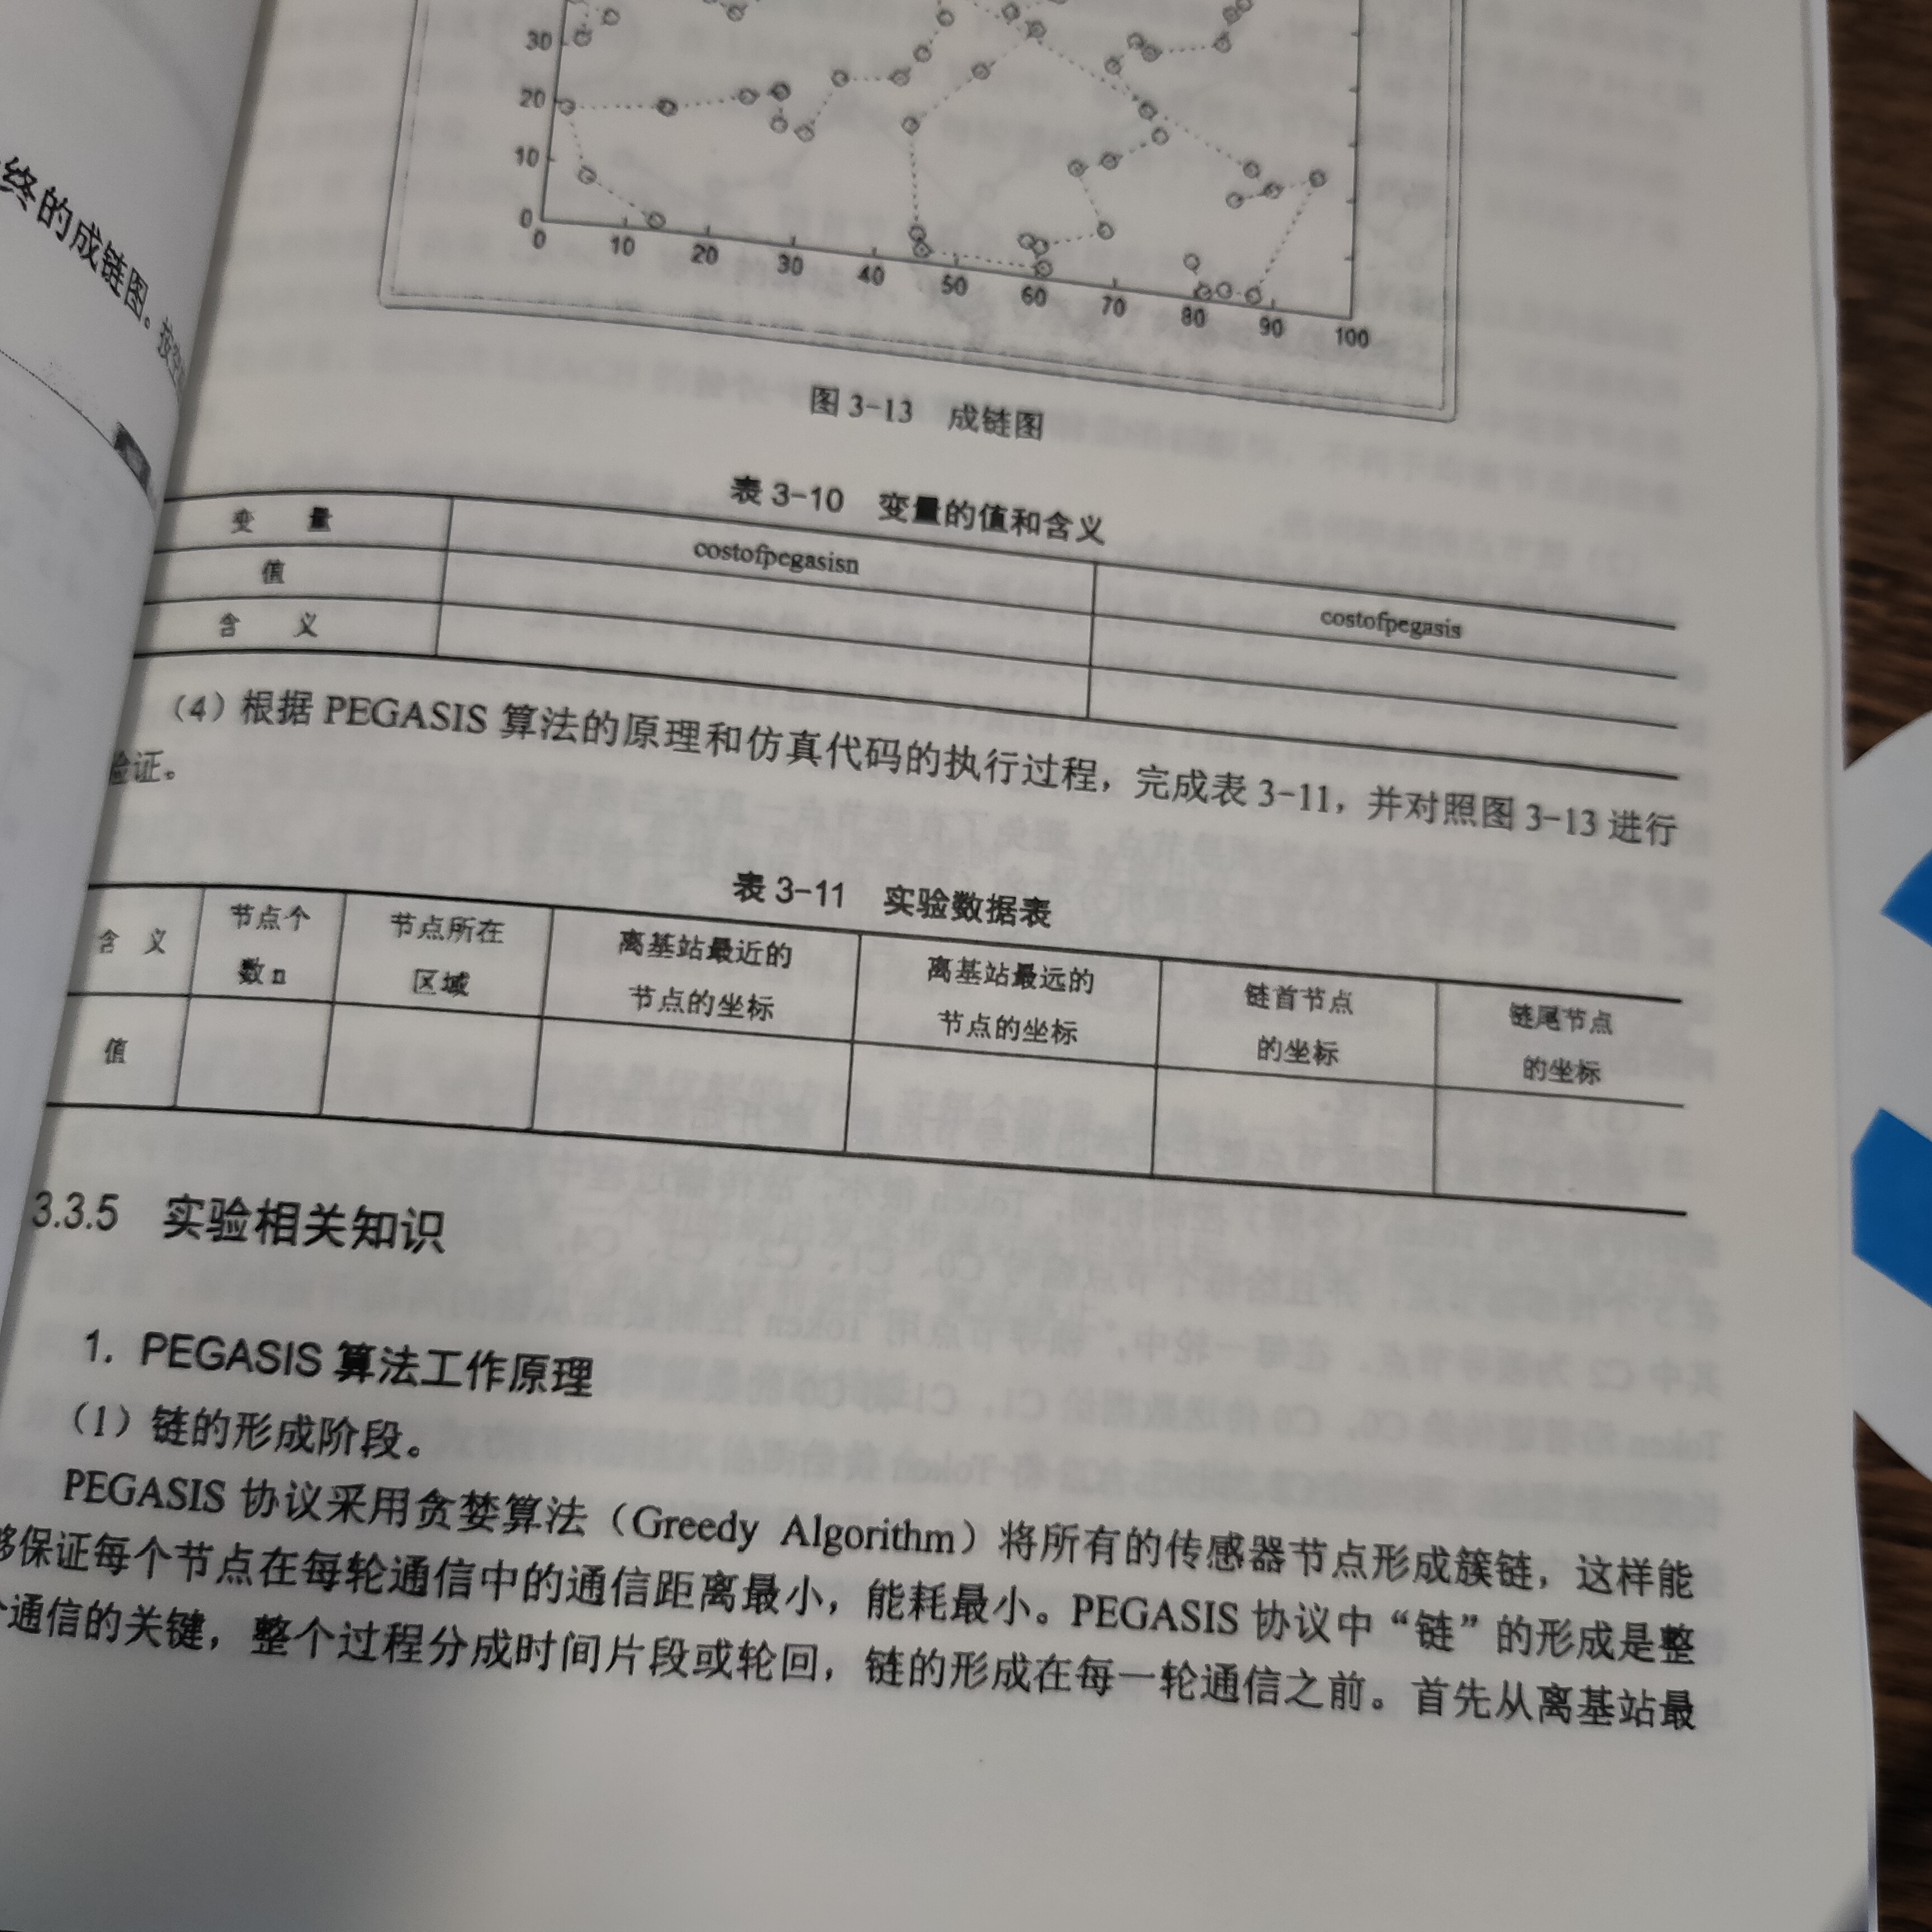 终的成链图。
30
20
10
0
0 10 20 30 40 50 60 70 80 90 100
图 3-13 成链图
表 3-10 变量的值和含义
变 量 costofpegasisn costofpegasis
值
含 义
（4）根据 PEGASIS 算法的原理和仿真代码的执行过程，完成表 3-11，并对照图 3-13 进行
验证。
表 3-11 实验数据表
含 义 节点个数 n 节点所在区域 离基站最近的节点的坐标 离基站最远的节点的坐标 链首节点的坐标 链尾节点的坐标
值
3.3.5 实验相关知识
1. PEGASIS 算法工作原理
（1）链的形成阶段。
PEGASIS 协议采用贪婪算法（Greedy Algorithm）将所有的传感器节点形成簇链，这样能
够保证每个节点在每轮通信中的通信距离最小，能耗最小。PEGASIS 协议中“链”的形成是整
个通信的关键，整个过程分成时间片段或轮回，链的形成在每一轮通信之前。首先从离基站最